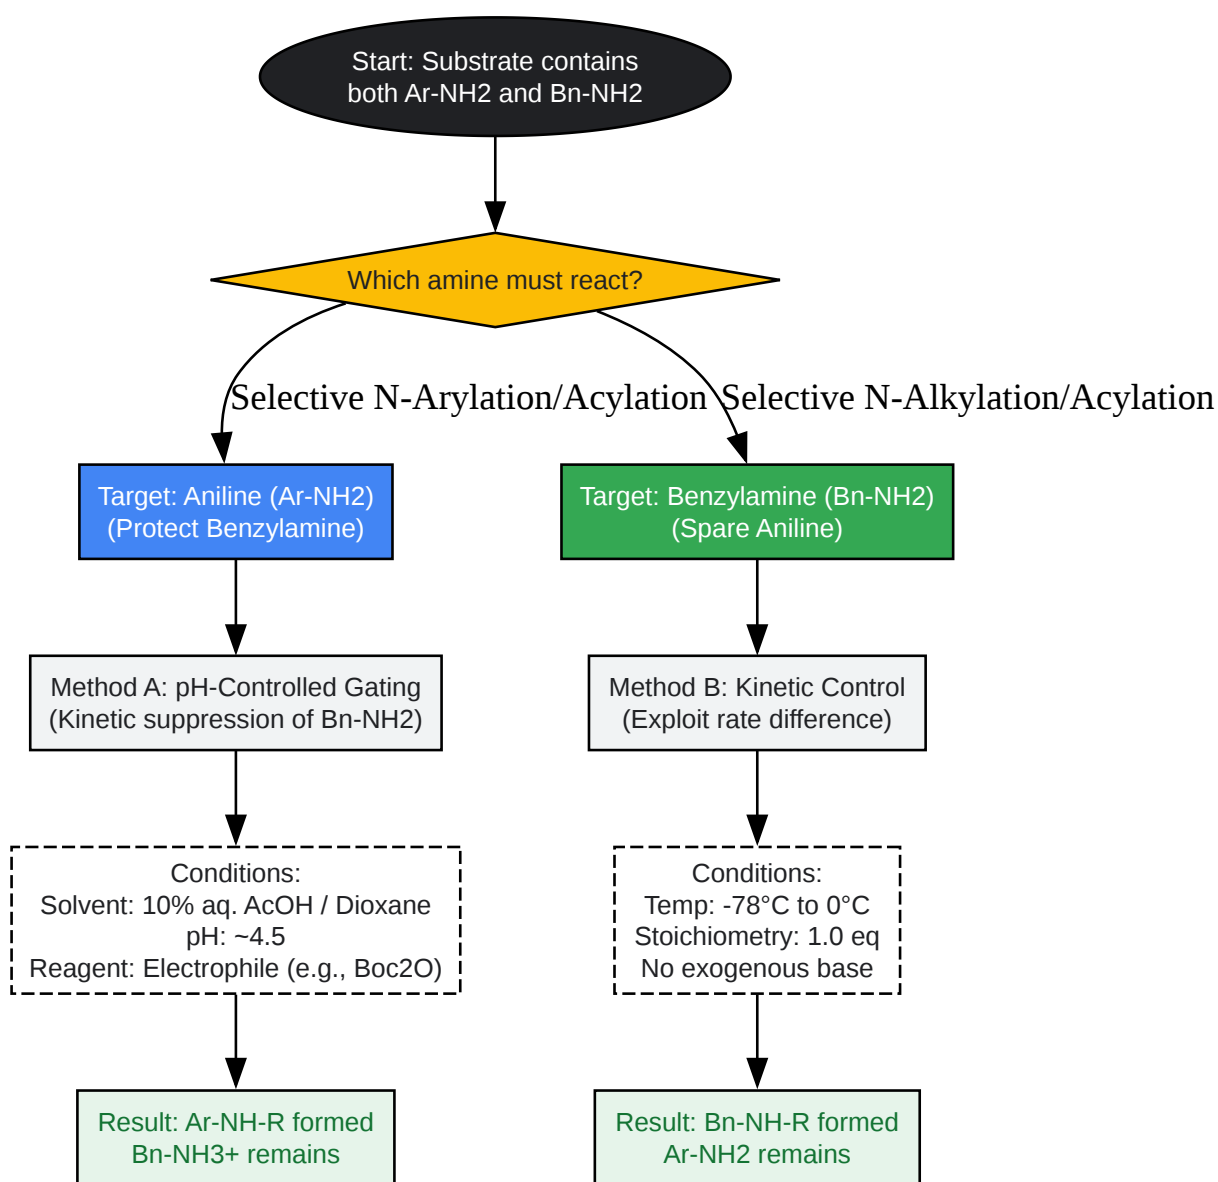 Start: Substrate contains
both Ar-NH2 and Bn-NH2
Which amine must react?
Selective N-Arylation/Acylation
Selective N-Alkylation/Acylation
Target: Aniline (Ar-NH2)
(Protect Benzylamine)
Target: Benzylamine (Bn-NH2)
(Spare Aniline)
Method A: pH-Controlled Gating
(Kinetic suppression of Bn-NH2)
Method B: Kinetic Control
(Exploit rate difference)
Conditions:
Solvent: 10% aq. AcOH / Dioxane
pH: ~4.5
Reagent: Electrophile (e.g., Boc2O)
Conditions:
Temp: -78°C to 0°C
Stoichiometry: 1.0 eq
No exogenous base
Result: Ar-NH-R formed
Bn-NH3+ remains
Result: Bn-NH-R formed
Ar-NH2 remains